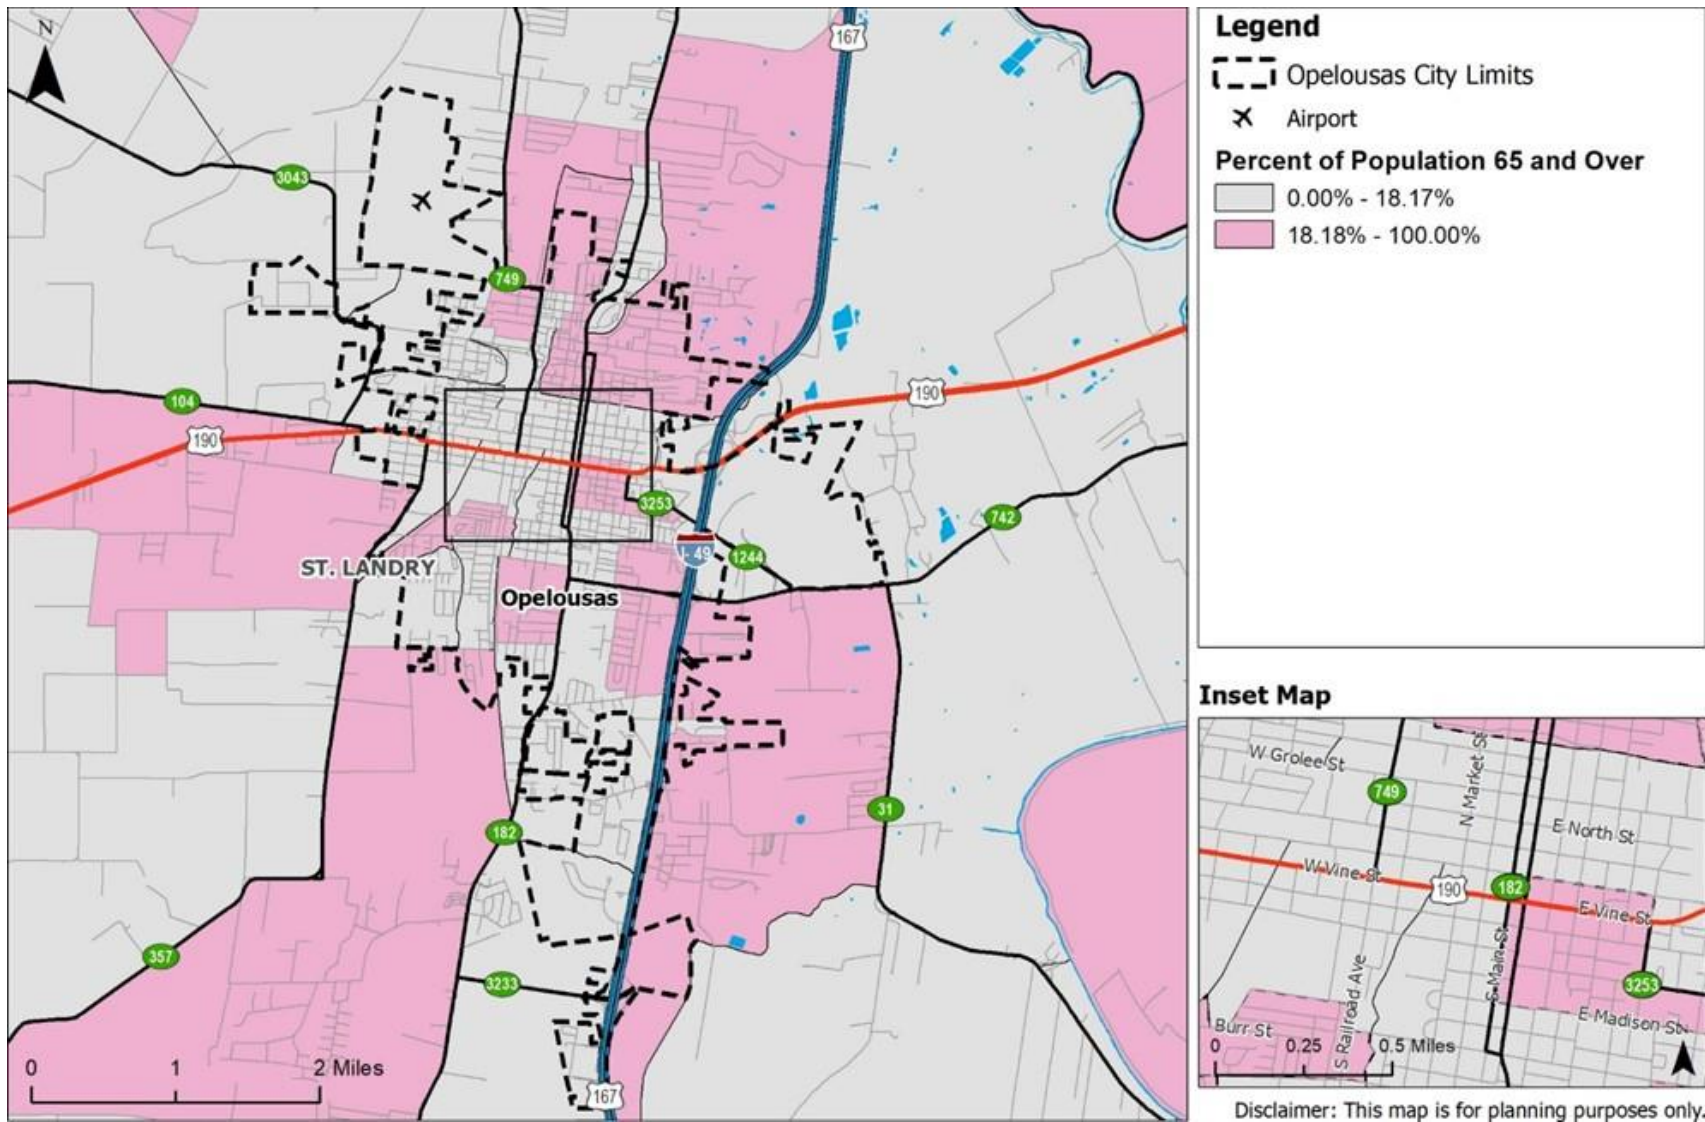 N
167
3043
749
104
190
190
3253
742
I-49
1244
ST. LANDRY
Opelousas
31
182
357
3233
0 1 2 Miles
167
Legend
Opelousas City Limits
Airport
Percent of Population 65 and Over
0.00% - 18.17%
18.18% - 100.00%
Inset Map
W Grolee St
N Market St
749
E North St
W Vine St
190
182
E Vine St
S Main St
3253
S Railroad Ave
E Madison St
Burr St
N
0 0.25 0.5 Miles
Disclaimer: This map is for planning purposes only.